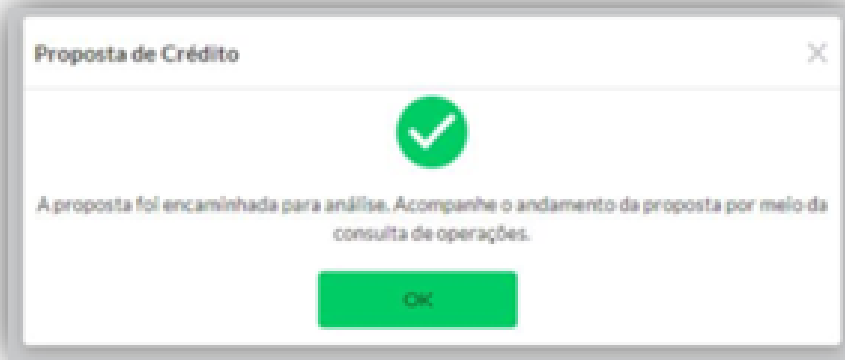 Proposta de Crédito
A proposta foi encaminhada para análise. Acompanhe o andamento da proposta por meio da
consulta de operações.
OK